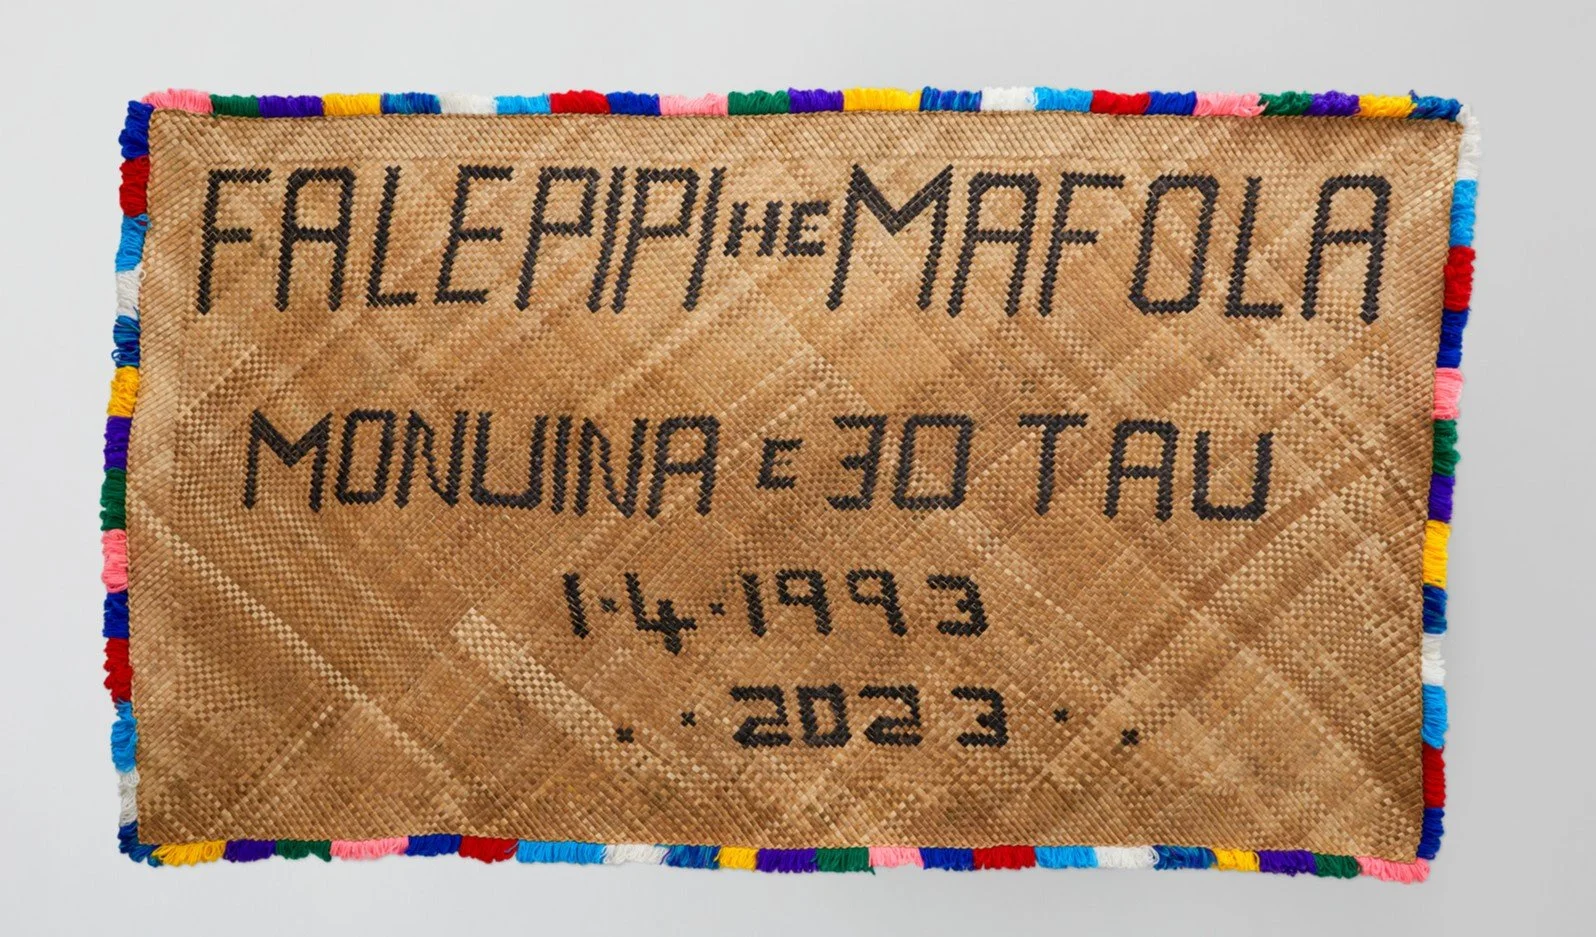 FALEPIPI HE MAFOLA
MONUINA E 30 TAU
1·4·1993
2023